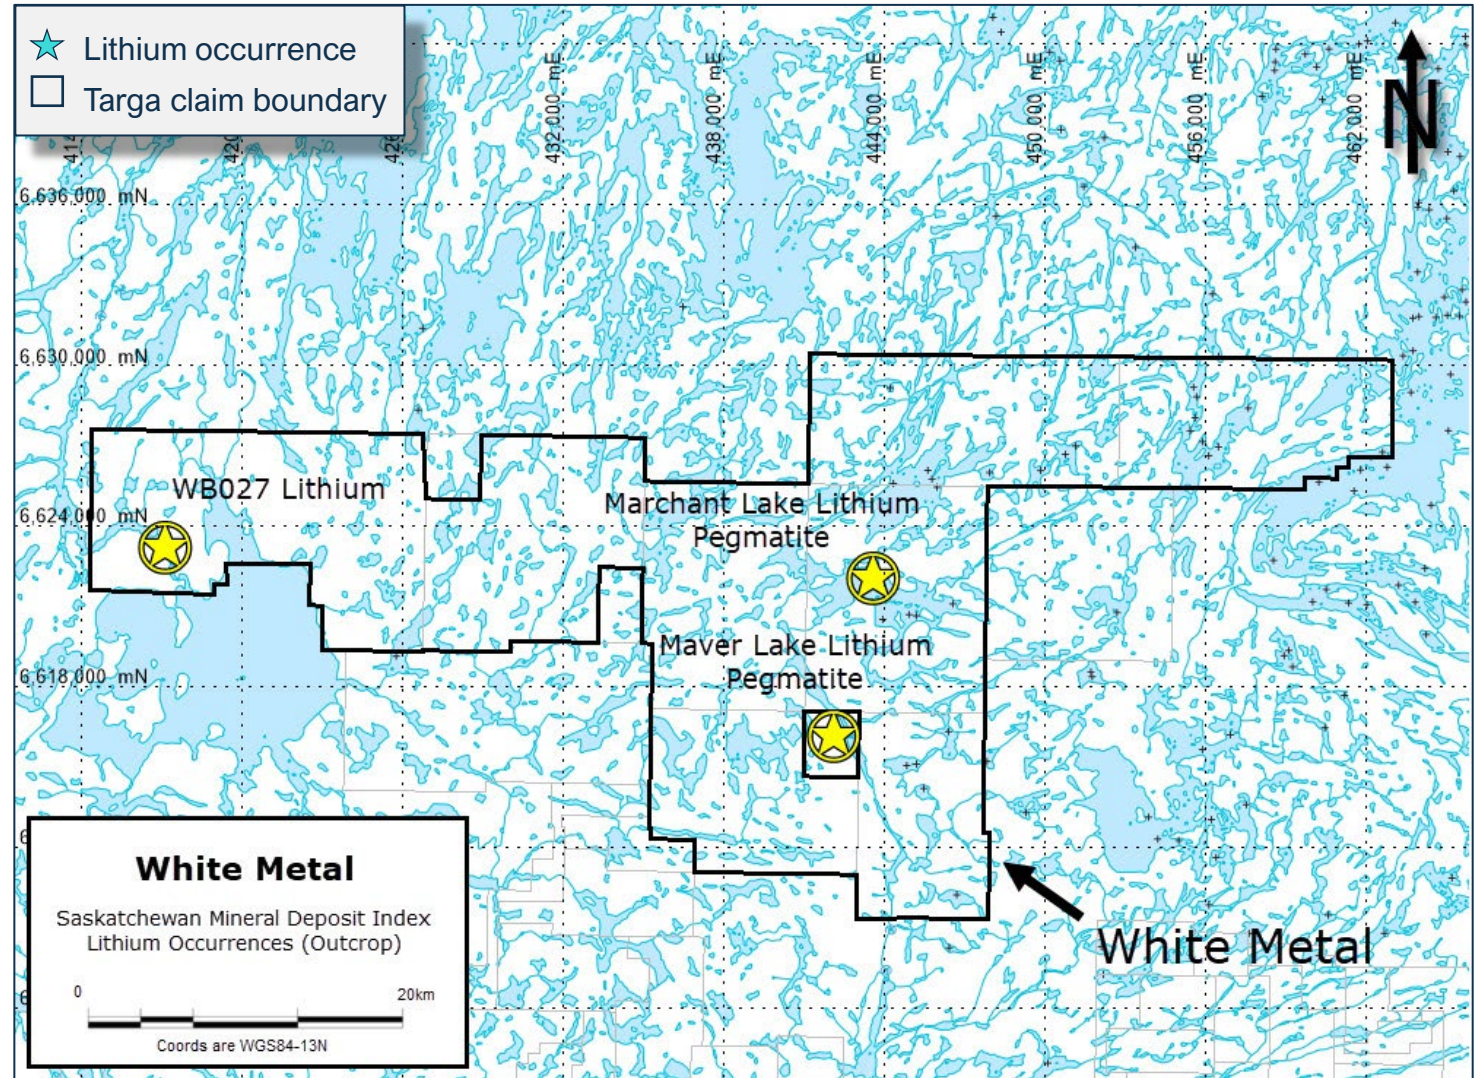 Lithium occurrence
Targa claim boundary
N
432 000 mE
438 000 mE
444 000 mE
450 000 mE
456 000 mE
462 000 mE
6,636,000 mN
6,630,000 mN
WB027 Lithium
Marchant Lake Lithium
Pegmatite
6,624,000 mN
Maver Lake Lithium
Pegmatite
6,618,000 mN
White Metal
White Metal
Saskatchewan Mineral Deposit Index
Lithium Occurrences (Outcrop)
0 20km
Coords are WGS84-13N